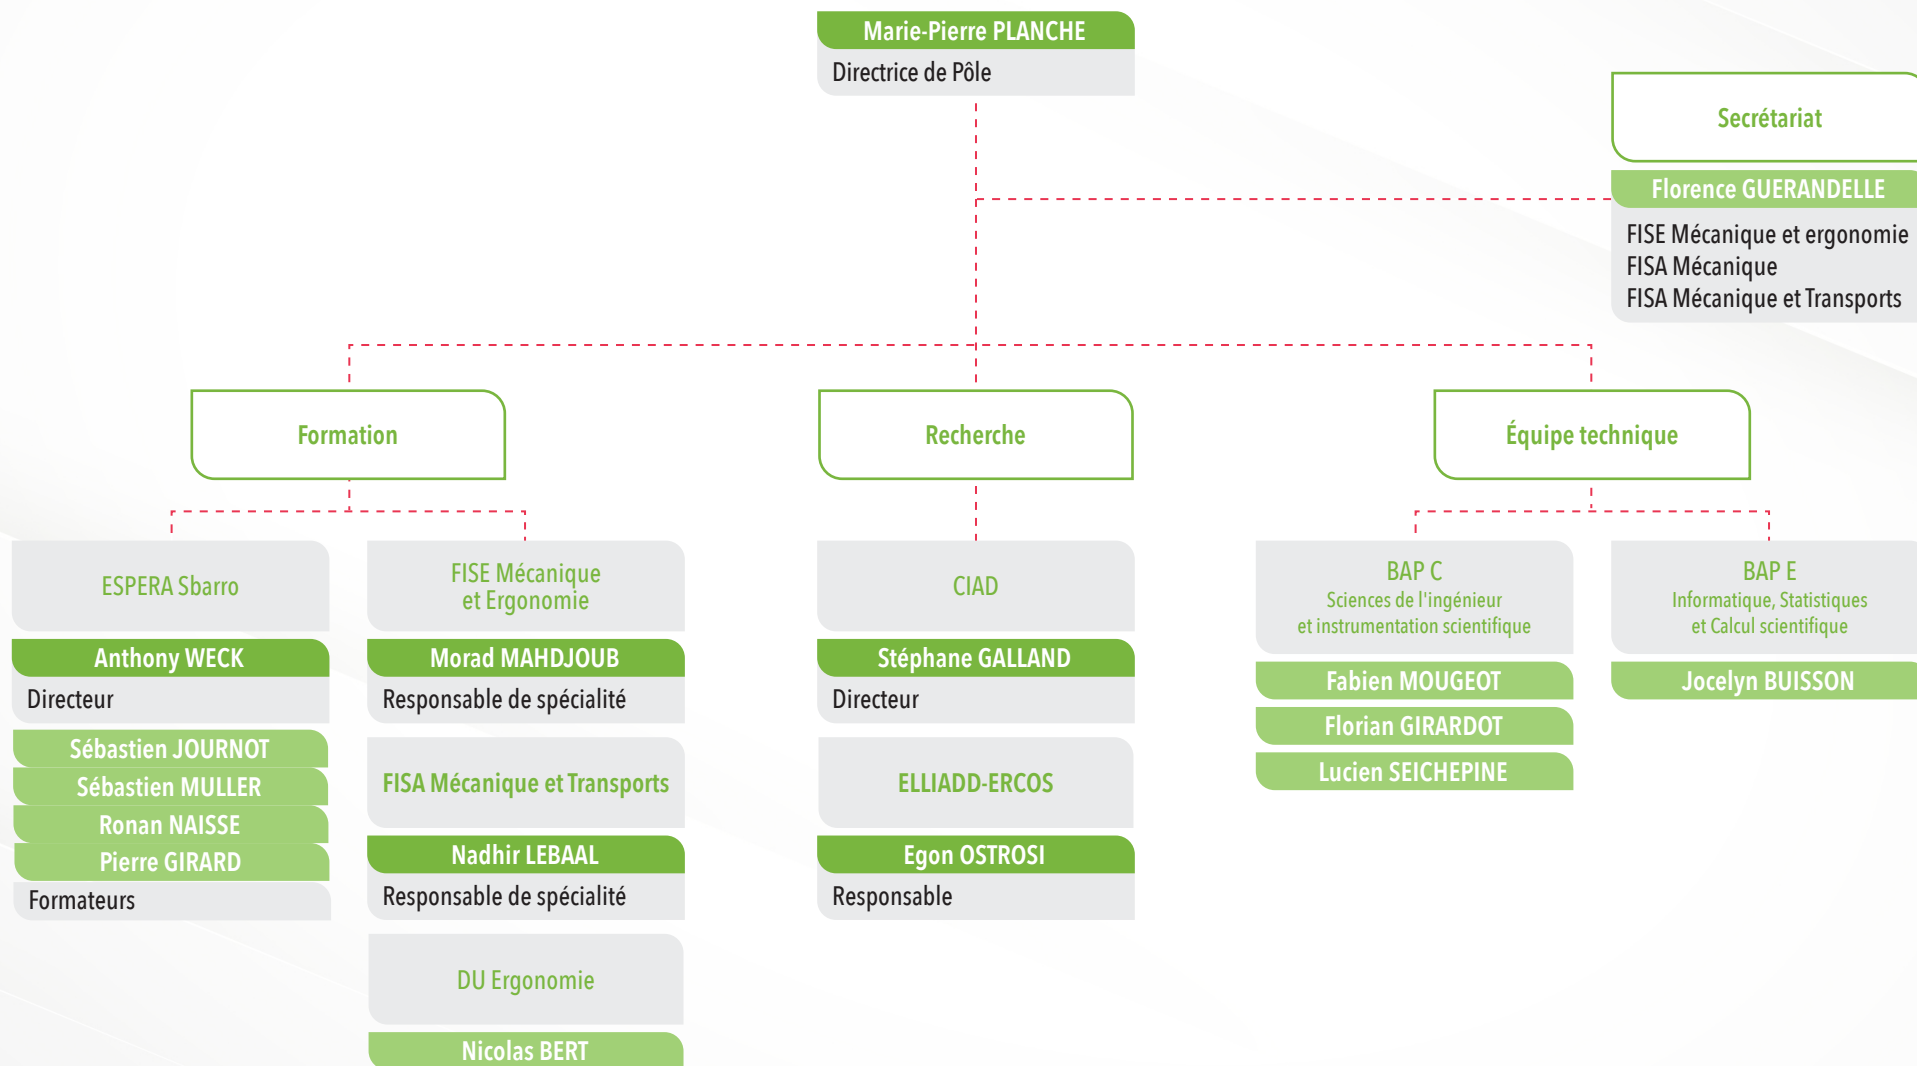 Marie-Pierre PLANCHE
Directrice de Pôle
Secrétariat
Florence GUERANDELLE
FISE Mécanique et ergonomie
FISA Mécanique
FISA Mécanique et Transports
Formation
Recherche
Équipe technique
ESPERA Sbarro
Anthony WECK
Directeur
Sébastien JOURNOT
Sébastien MULLER
Ronan NAISSE
Pierre GIRARD
Formateurs
FISE Mécanique
et Ergonomie
Morad MAHDJOUB
Responsable de spécialité
FISA Mécanique et Transports
Nadhir LEBAAL
Responsable de spécialité
DU Ergonomie
Nicolas BERT
CIAD
Stéphane GALLAND
Directeur
ELLIADD-ERCOS
Egon OSTROSI
Responsable
BAP C
Sciences de l'ingénieur
et instrumentation scientifique
Fabien MOUGEOT
Florian GIRARDOT
Lucien SEICHEPINE
BAP E
Informatique, Statistiques
et Calcul scientifique
Jocelyn BUISSON